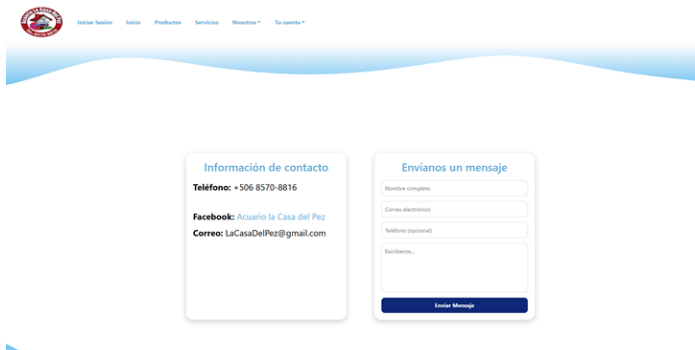 Iniciar Sesión Inicio Productos Servicios Nosotros Tu cuenta
Información de contacto
Teléfono: +506 8570-8816
Facebook: Acuario la Casa del Pez
Correo: LaCasaDelPez@gmail.com
Envíanos un mensaje
Nombre completo
Correo electrónico
Teléfono (opcional)
Escríbenos...
Enviar Mensaje